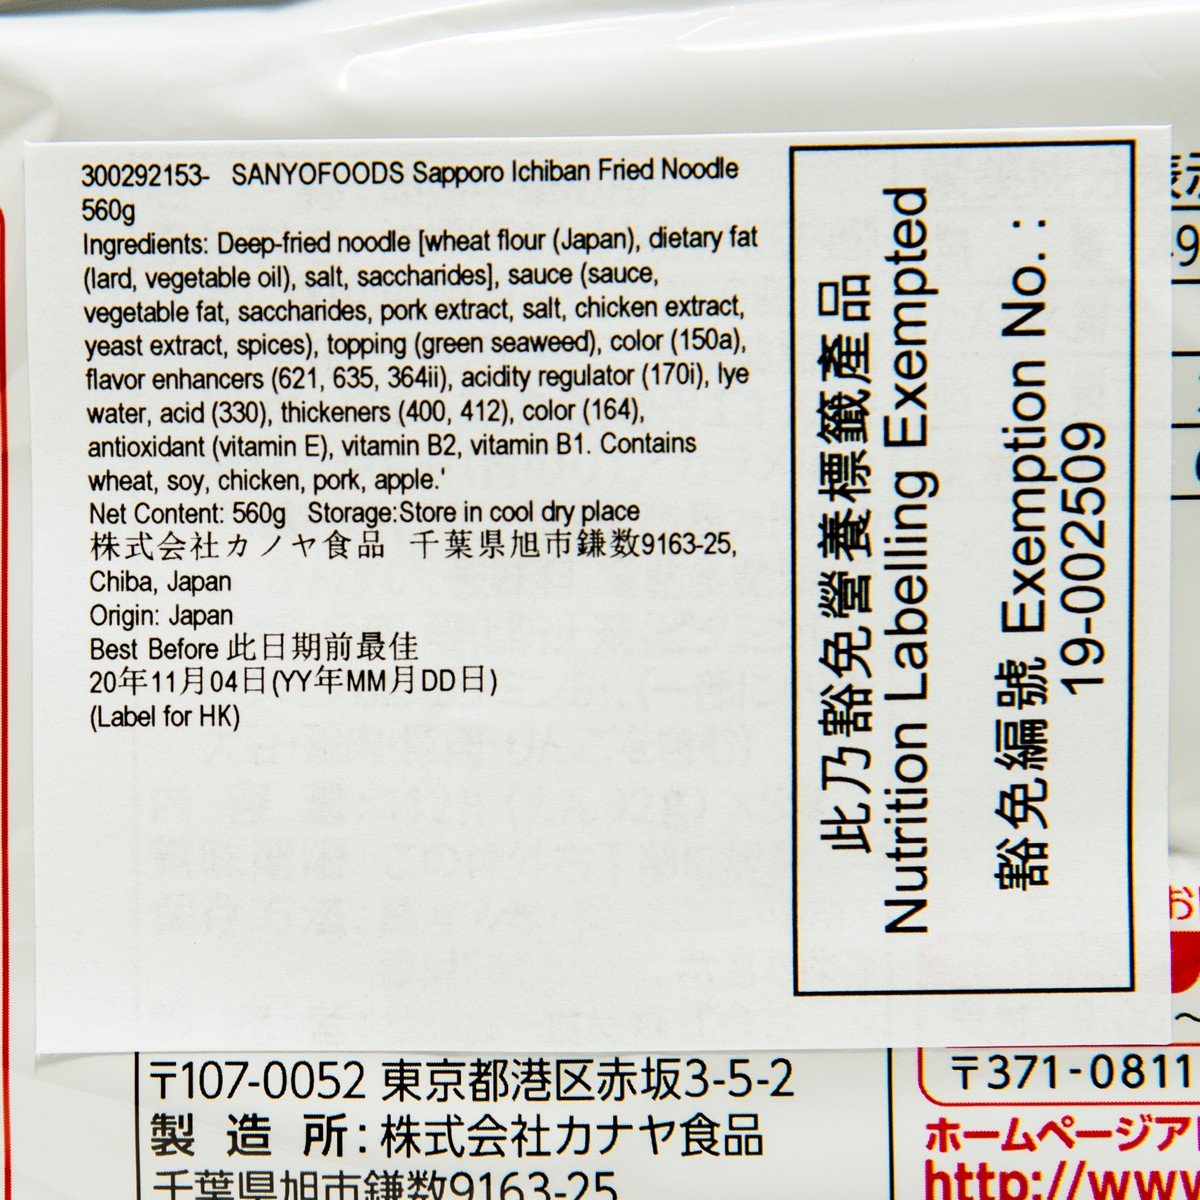 300292153- SANYOFOODS Sapporo Ichiban Fried Noodle
560g
Ingredients: Deep-fried noodle [wheat flour (Japan), dietary fat
(lard, vegetable oil), salt, saccharides], sauce (sauce,
vegetable fat, saccharides, pork extract, salt, chicken extract,
yeast extract, spices), topping (green seaweed), color (150a),
flavor enhancers (621, 635, 364ii), acidity regulator (170i), lye
water, acid (330), thickeners (400, 412), color (164),
antioxidant (vitamin E), vitamin B2, vitamin B1. Contains
wheat, soy, chicken, pork, apple.'
Net Content: 560g Storage:Store in cool dry place
株式会社カノヤ食品 千葉県旭市鎌数9163-25,
Chiba, Japan
Origin: Japan
Best Before 此日期前最佳
20年11月04日(YY年MM月DD日)
(Label for HK)
此乃豁免營養標籤產品
Nutrition Labelling Exempted
豁免編號 Exemption No. :
19-002509
〒107-0052 東京都港区赤坂3-5-2
製造所:株式会社カナヤ食品
千葉県旭市鎌数9163-25
〒371-0811
ホームページア
http://www